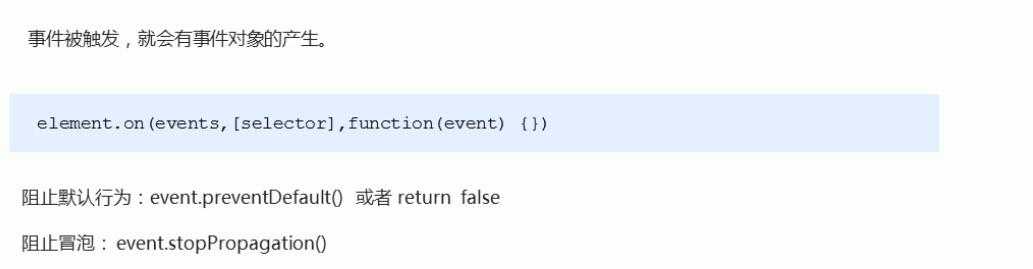 事件被触发，就会有事件对象的产生。
element.on(events,[selector],function(event) {})
阻止默认行为：event.preventDefault() 或者 return false
阻止冒泡： event.stopPropagation()